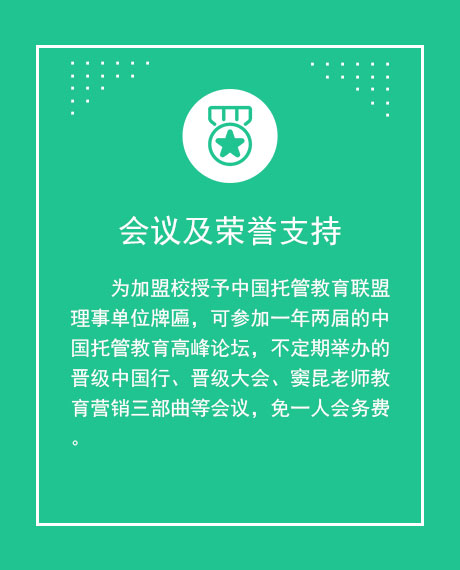 会议及荣誉支持
为加盟校授予中国托管教育联盟
理事单位牌匾，可参加一年两届的中
国托管教育高峰论坛，不定期举办的
晋级中国行、晋级大会、窦昆老师教
育营销三部曲等会议，免一人会务费
。